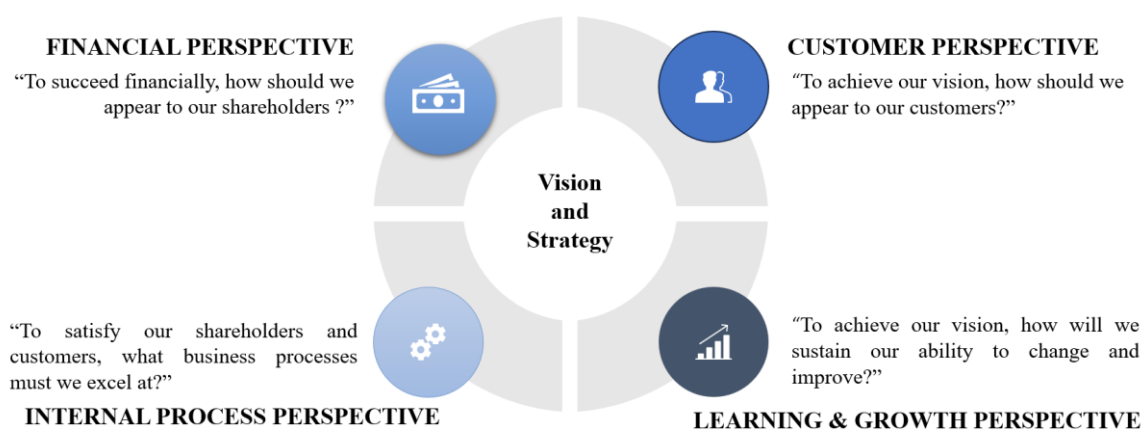 FINANCIAL PERSPECTIVE
“To succeed financially, how should we
appear to our shareholders ?”
CUSTOMER PERSPECTIVE
“To achieve our vision, how should we
appear to our customers?”
Vision
and
Strategy
“To satisfy our shareholders and
customers, what business processes
must we excel at?”
INTERNAL PROCESS PERSPECTIVE
“To achieve our vision, how will we
sustain our ability to change and
improve?”
LEARNING & GROWTH PERSPECTIVE